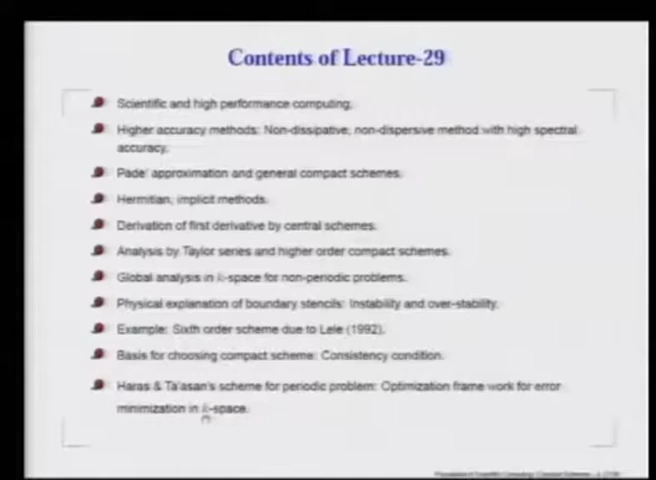 Contents of Lecture-29
Scientific and high performance computing.
Higher accuracy methods: Non-dissipative, non-dispersive method with high spectral
accuracy.
Pade' approximation and general compact schemes.
Hermitian, implicit methods.
Derivation of first derivative by central schemes.
Analysis by Taylor series and higher order compact schemes.
Global analysis in k-space for non-periodic problems.
Physical explanation of boundary stencils: Instability and over-stability.
Example: Sixth order scheme due to Lele (1992).
Basis for choosing compact scheme: Consistency condition.
Haras & Ta'asan's scheme for periodic problem: Optimization frame work for error
minimization in k-space.